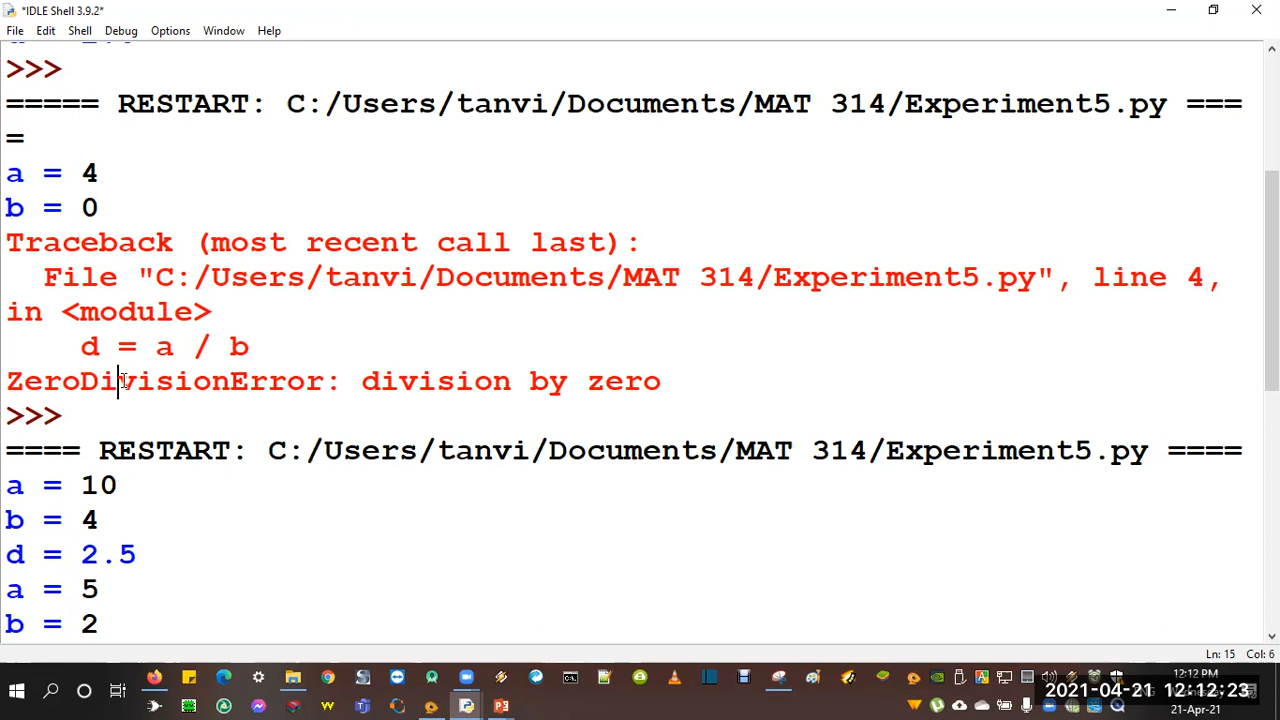 *IDLE Shell 3.9.2*
File Edit Shell Debug Options Window Help
>>>
===== RESTART: C:/Users/tanvi/Documents/MAT 314/Experiment5.py ====
=
a = 4
b = 0
Traceback (most recent call last):
  File "C:/Users/tanvi/Documents/MAT 314/Experiment5.py", line 4,
in <module>
    d = a / b
ZeroDivisionError: division by zero
>>>
==== RESTART: C:/Users/tanvi/Documents/MAT 314/Experiment5.py ====
a = 10
b = 4
d = 2.5
a = 5
b = 2
Ln: 15 Col: 6
12:12 PM
2021-04-21 12:12:23
21-Apr-21